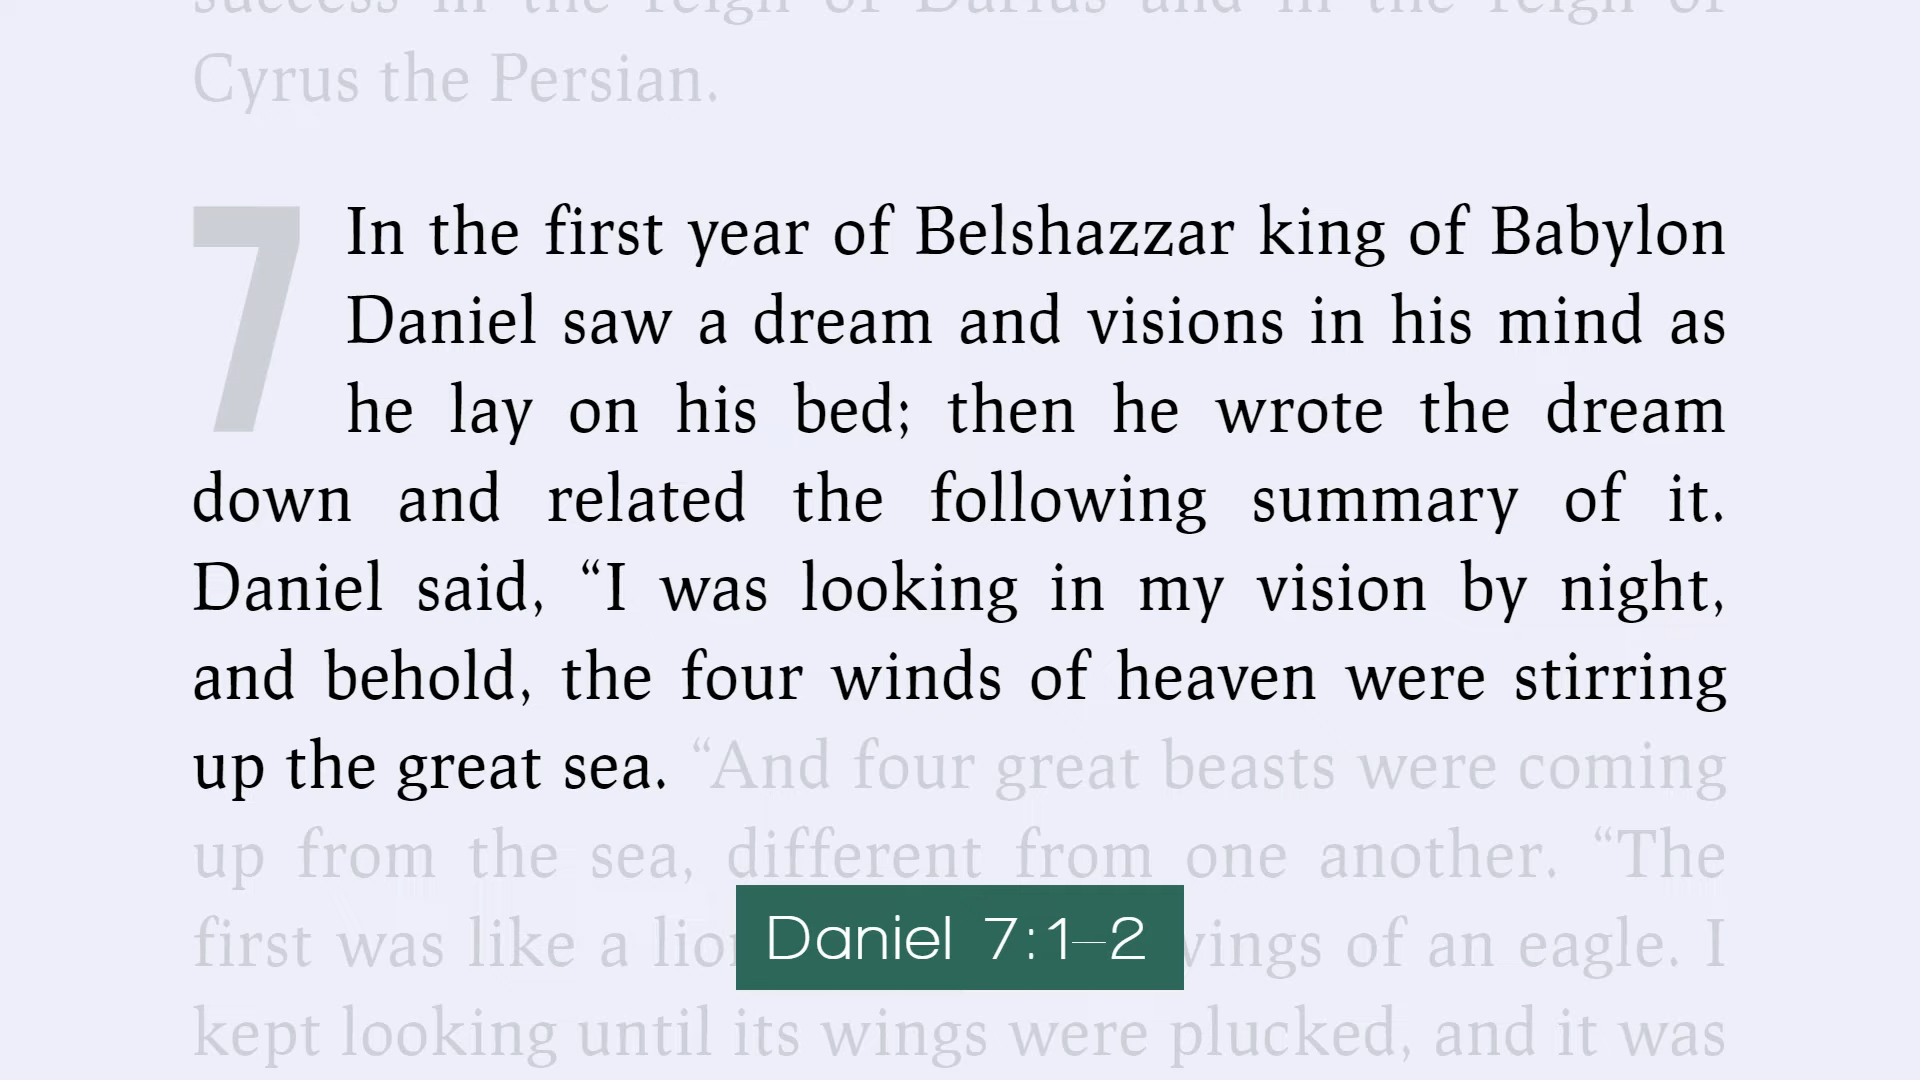 success in the reign of Darius and in the reign of
Cyrus the Persian.
7
In the first year of Belshazzar king of Babylon
Daniel saw a dream and visions in his mind as
he lay on his bed; then he wrote the dream
down and related the following summary of it.
Daniel said, “I was looking in my vision by night,
and behold, the four winds of heaven were stirring
up the great sea. “And four great beasts were coming
up from the sea, different from one another. “The
first was like a wings of an eagle. I
Daniel 7:1–2
kept looking until its wings were plucked, and it was